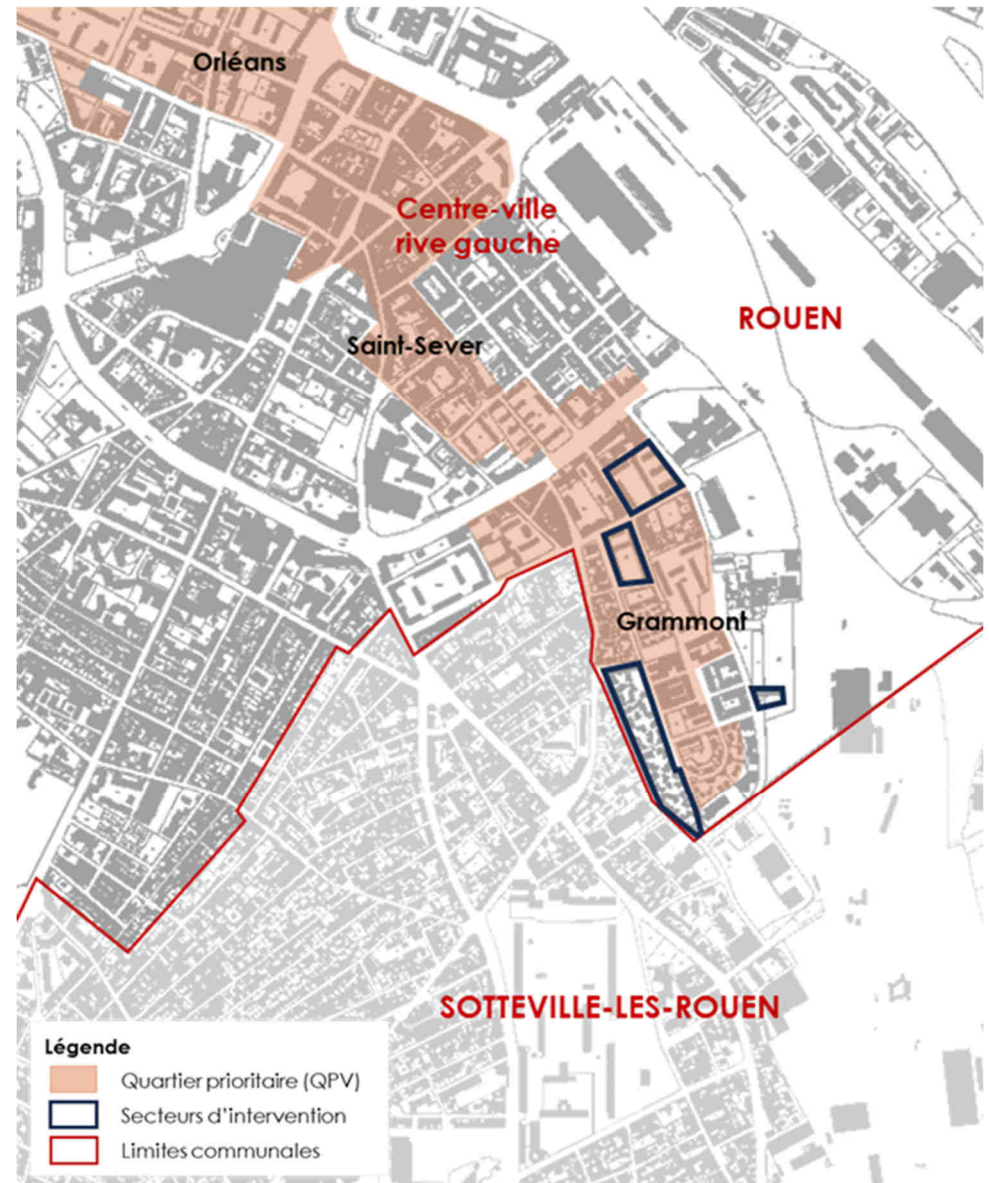 Orléans
Centre-ville
rive gauche
ROUEN
Saint-Sever
Grammont
SOTTEVILLE-LES-ROUEN
Légende
Quartier prioritaire (QPV)
Secteurs d'intervention
Limites communales